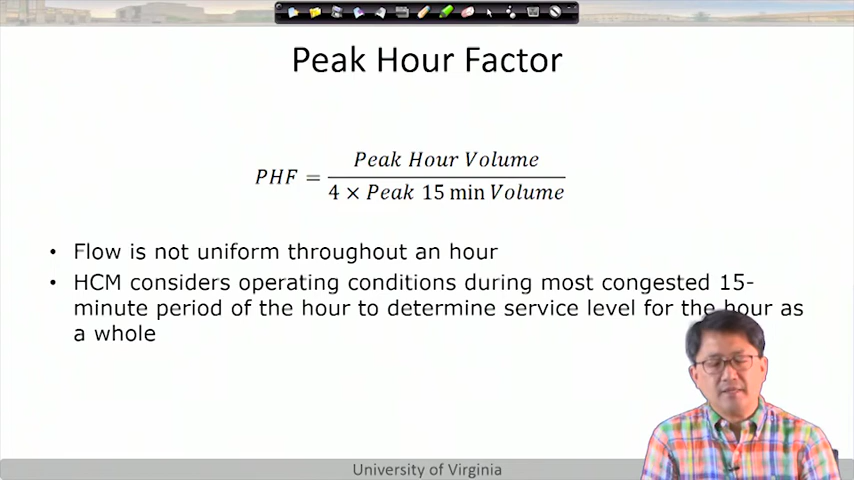 Peak Hour Factor
PHF = Peak Hour Volume / 4 × Peak 15 min Volume
• Flow is not uniform throughout an hour
• HCM considers operating conditions during most congested 15-
minute period of the hour to determine service level for the hour as
a whole
University of Virginia